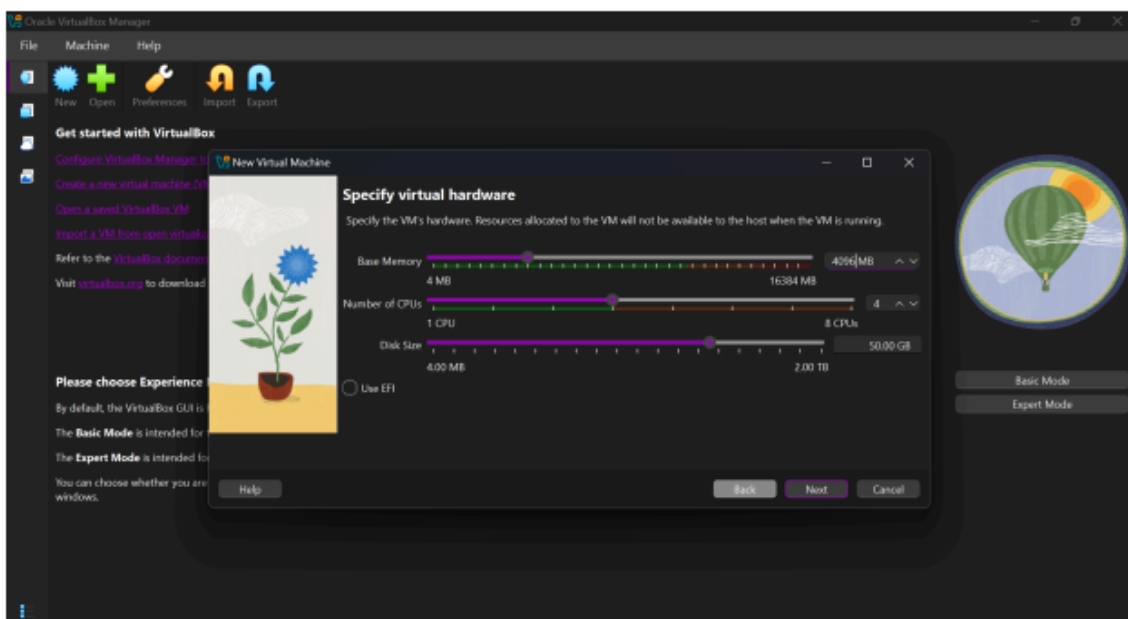 Oracle VirtualBox Manager
File Machine Help
New Open Preferences Import Export
Get started with VirtualBox
Configure VirtualBox Manager to
Create a new virtual machine (VM
Open a saved VirtualBox VM
Import a VM from open virtualiz
Refer to the VirtualBox documen
Visit virtualbox.org to download
Please choose Experience
By default, the VirtualBox GUI is
The Basic Mode is intended for
The Expert Mode is intended fo
You can choose whether you are
windows.
New Virtual Machine
Specify virtual hardware
Specify the VM's hardware. Resources allocated to the VM will not be available to the host when the VM is running.
Base Memory 4096 MB
4 MB 16384 MB
Number of CPUs 4
1 CPU 8 CPUs
Disk Size 50.00 GB
4.00 MB 2.00 TB
Use EFI
Help Back Next Cancel
Basic Mode
Expert Mode